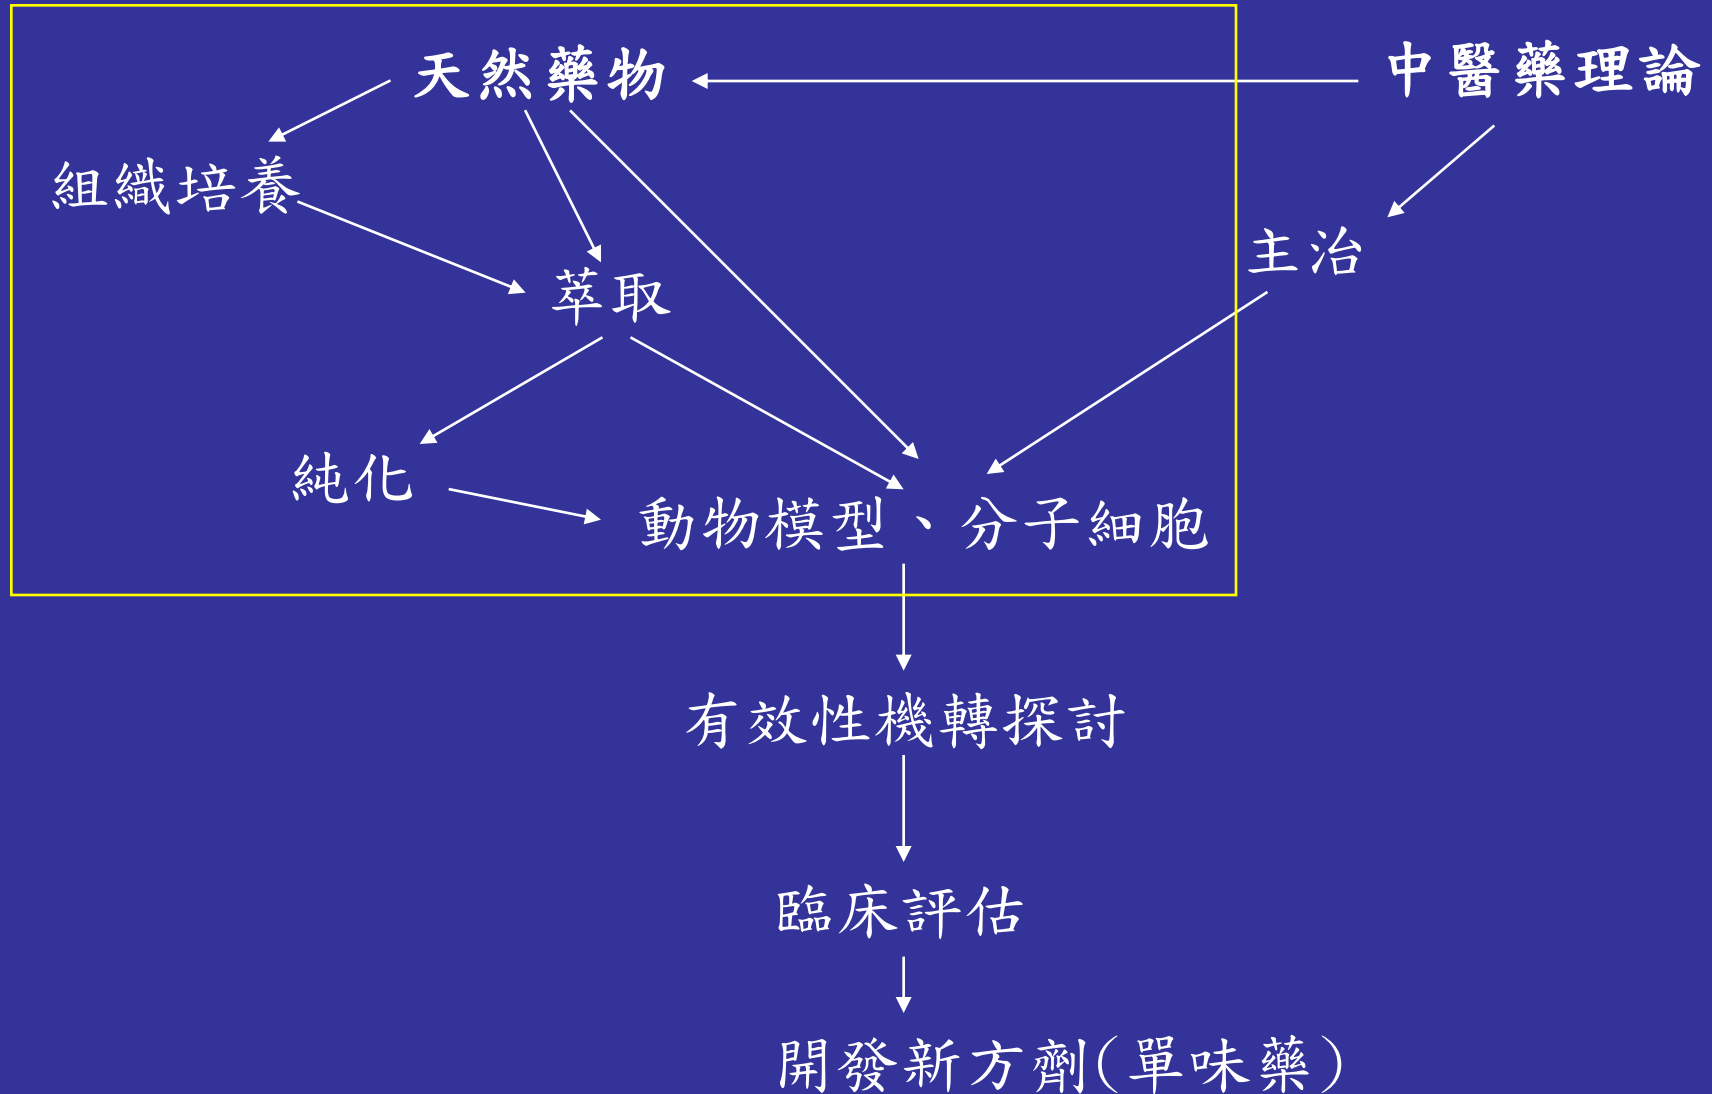 天然藥物
中醫藥理論
組織培養
主治
萃取
純化
動物模型、分子細胞
有效性機轉探討
臨床評估
開發新方劑(單味藥)